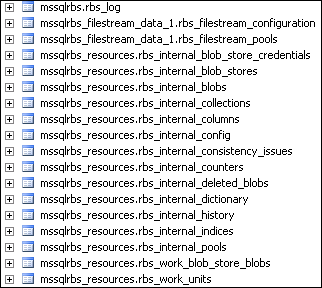 mssqlrbs.rbs_log
mssqlrbs_filestream_data_1.rbs_filestream_configuration
mssqlrbs_filestream_data_1.rbs_filestream_pools
mssqlrbs_resources.rbs_internal_blob_store_credentials
mssqlrbs_resources.rbs_internal_blob_stores
mssqlrbs_resources.rbs_internal_blobs
mssqlrbs_resources.rbs_internal_collections
mssqlrbs_resources.rbs_internal_columns
mssqlrbs_resources.rbs_internal_config
mssqlrbs_resources.rbs_internal_consistency_issues
mssqlrbs_resources.rbs_internal_counters
mssqlrbs_resources.rbs_internal_deleted_blobs
mssqlrbs_resources.rbs_internal_dictionary
mssqlrbs_resources.rbs_internal_history
mssqlrbs_resources.rbs_internal_indices
mssqlrbs_resources.rbs_internal_pools
mssqlrbs_resources.rbs_work_blob_store_blobs
mssqlrbs_resources.rbs_work_units